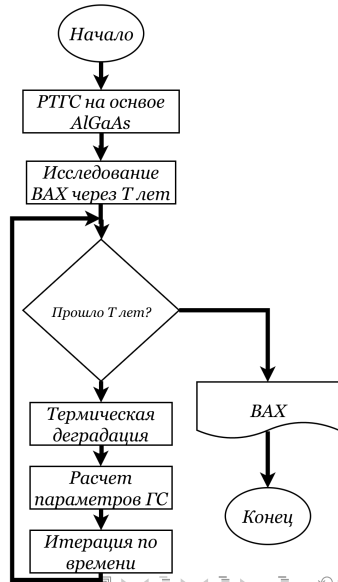 Начало
РТГС на оснвое
AlGaAs
Исследование
ВАХ через T лет
Прошло T лет?
Термическая
деградация
ВАХ
Расчет
параметров ГС
Итерация по
времени
Конец